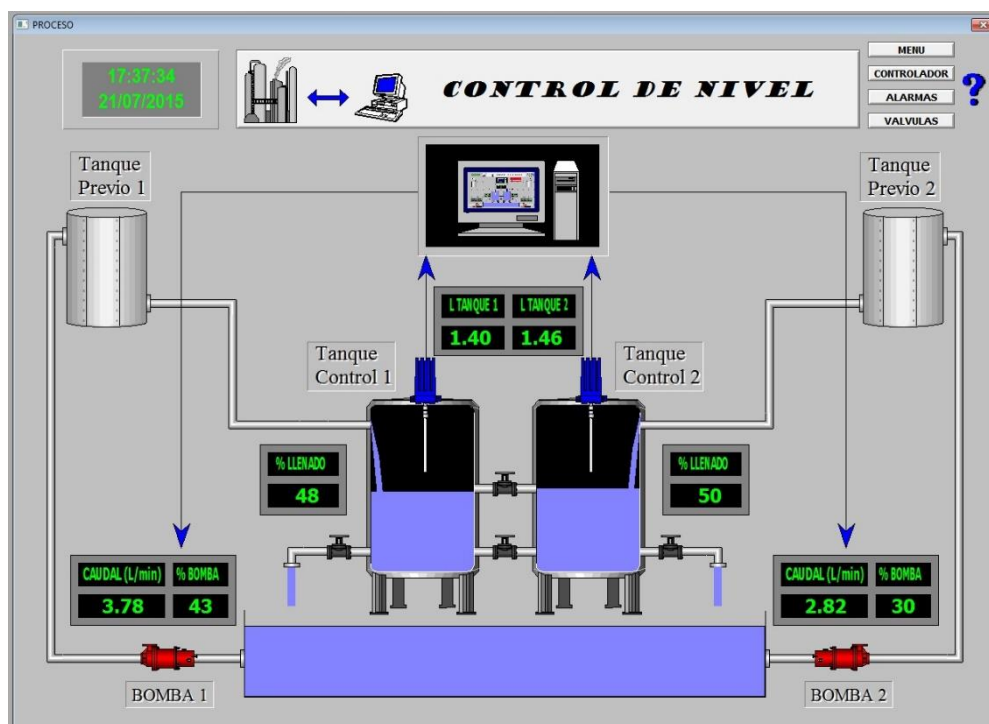 PROCESO
17:37:34
21/07/2015
CONTROL DE NIVEL
MENU
CONTROLADOR
ALARMAS
VALVULAS
?
Tanque
Previo 1
Tanque
Previo 2
L TANQUE 1
L TANQUE 2
1.40
1.46
Tanque
Control 1
Tanque
Control 2
% LLENADO
48
% LLENADO
50
CAUDAL (L/min)
% BOMBA
3.78
43
CAUDAL (L/min)
% BOMBA
2.82
30
BOMBA 1
BOMBA 2